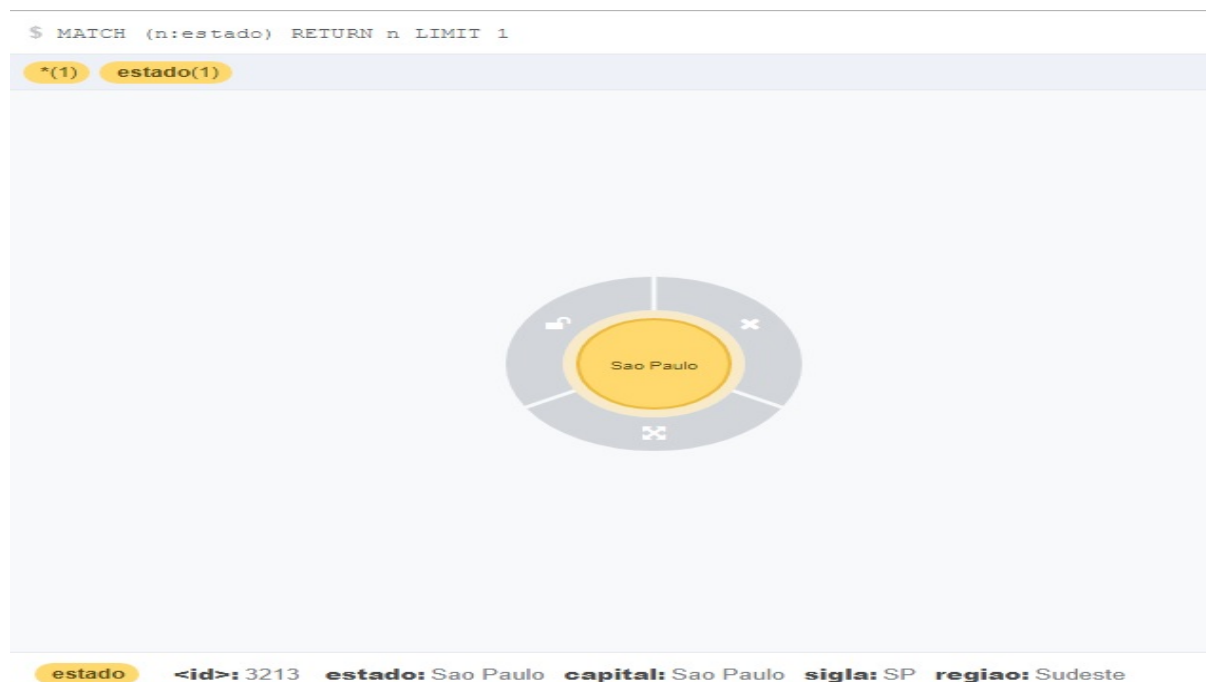 $ MATCH (n:estado) RETURN n LIMIT 1
*(1) estado(1)
Sao Paulo
estado <id>: 3213 estado: Sao Paulo capital: Sao Paulo sigla: SP regiao: Sudeste